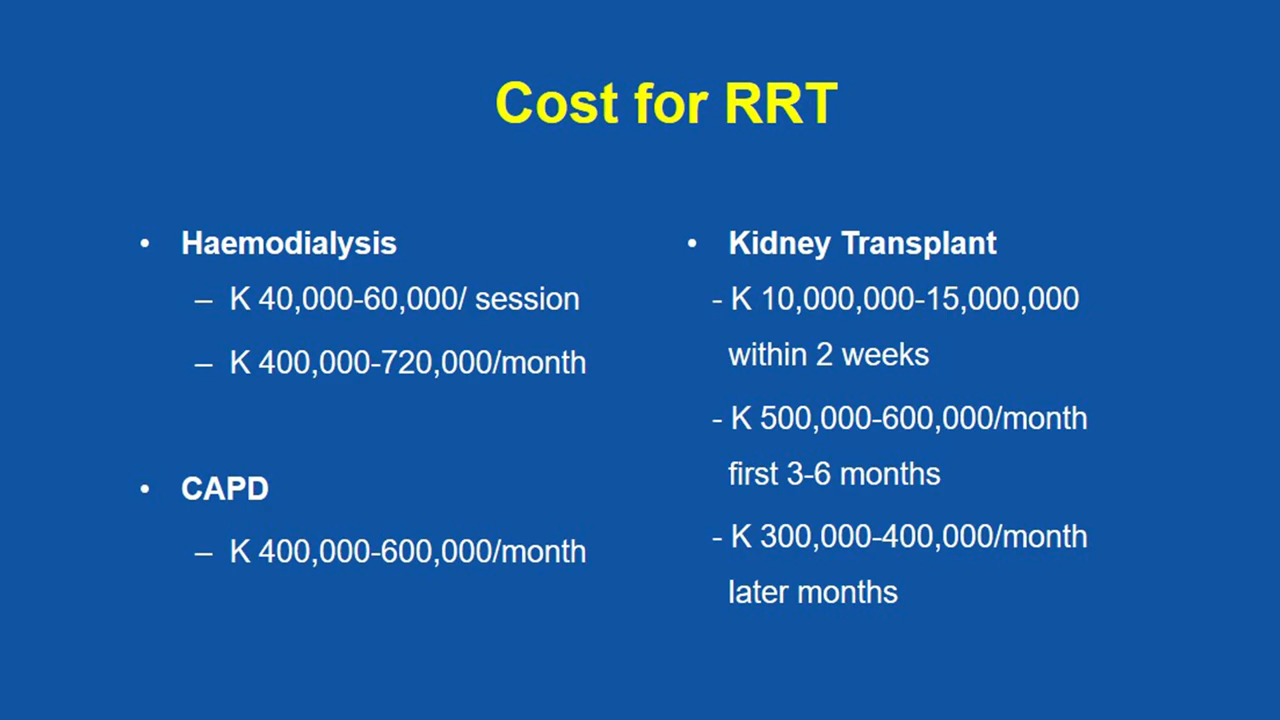 Cost for RRT
• Haemodialysis
– K 40,000-60,000/ session
– K 400,000-720,000/month
• CAPD
– K 400,000-600,000/month
• Kidney Transplant
- K 10,000,000-15,000,000
within 2 weeks
- K 500,000-600,000/month
first 3-6 months
- K 300,000-400,000/month
later months